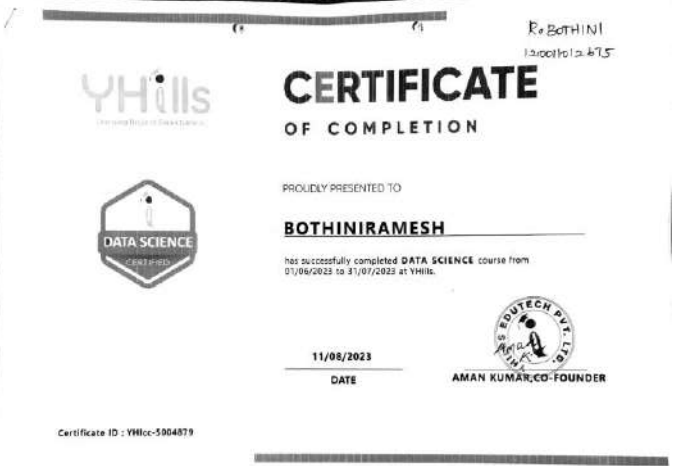 R. BOTHINI
YHills
CERTIFICATE
OF COMPLETION
PROUDLY PRESENTED TO
DATA SCIENCE
CERTIFIED
BOTHINIRAMESH
has successfully completed DATA SCIENCE course from
01/06/2023 to 31/07/2023 at YHills.
YHILLS EDUTECH PVT. LTD.
11/08/2023
DATE
AMAN KUMAR,CO-FOUNDER
Certificate ID : YHIcc-5004879